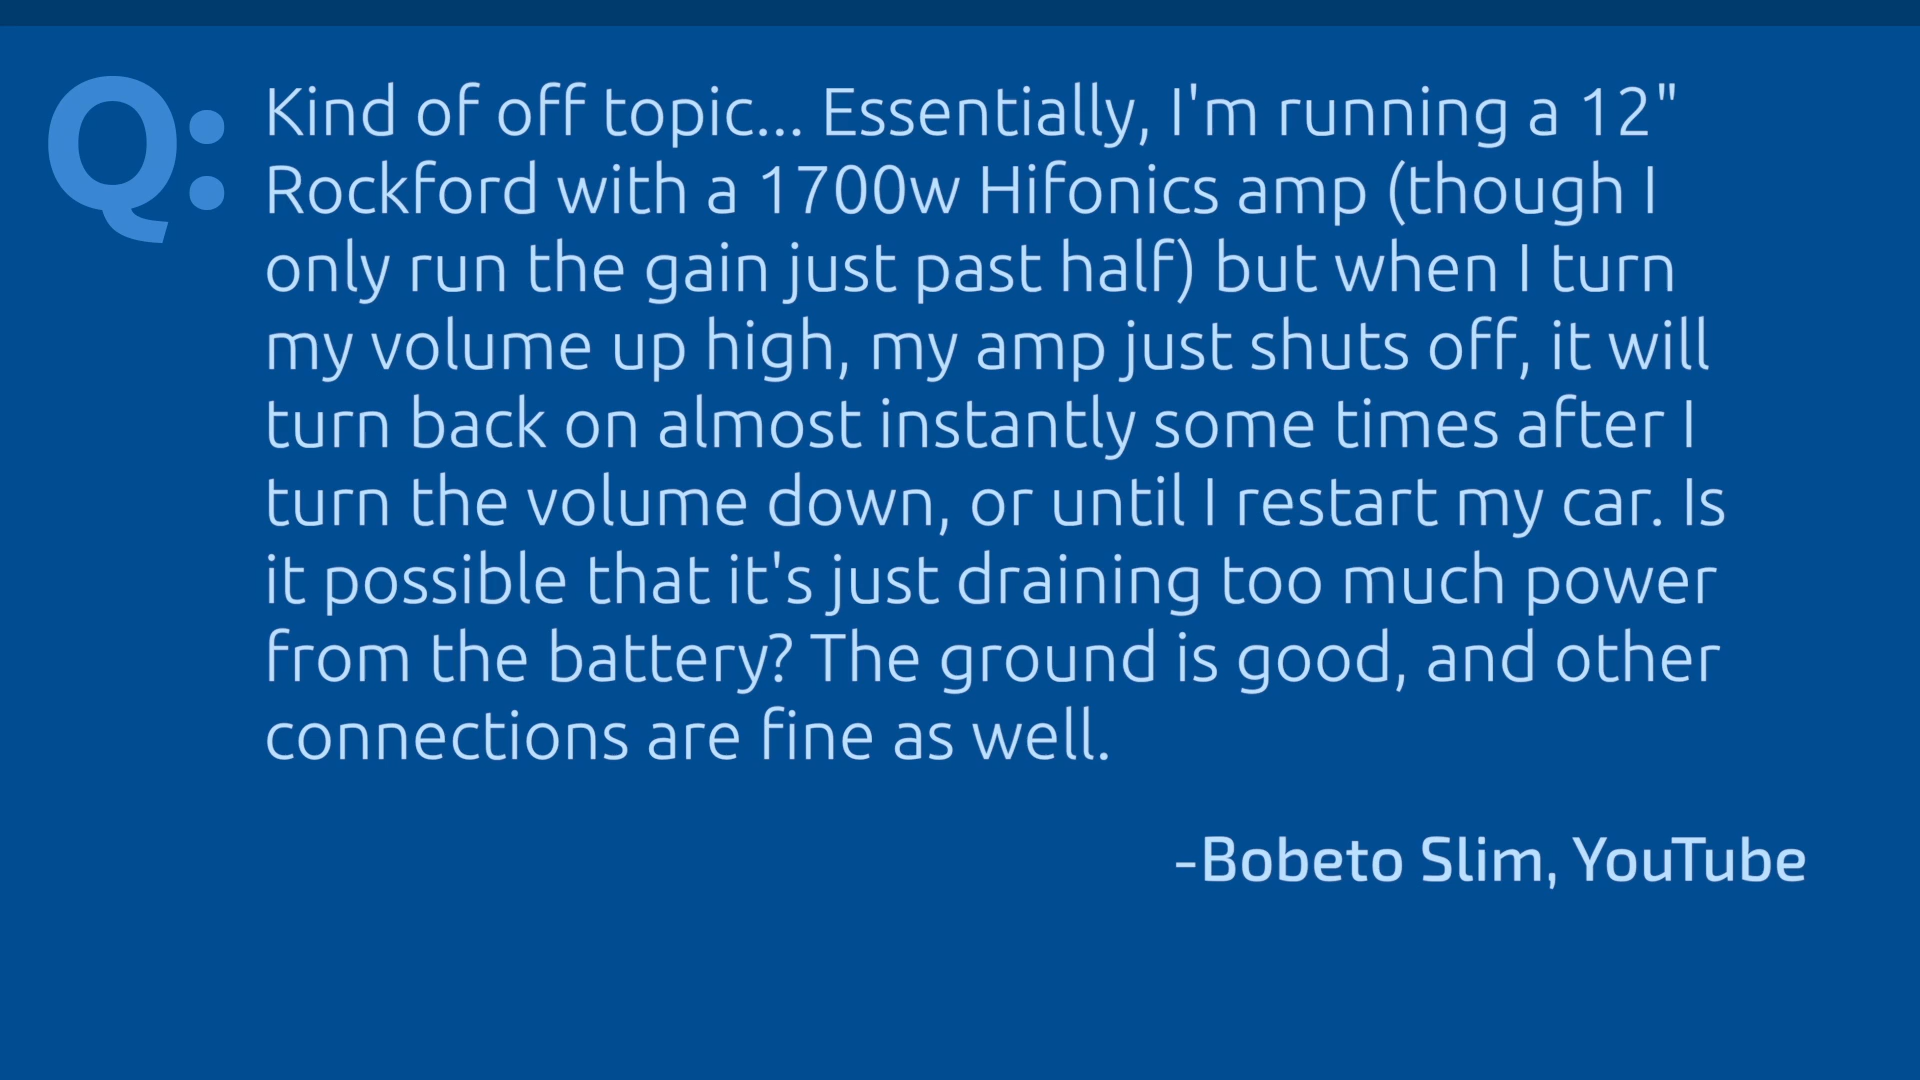 Q: Kind of off topic... Essentially, I'm running a 12"
Rockford with a 1700w Hifonics amp (though I
only run the gain just past half) but when I turn
my volume up high, my amp just shuts off, it will
turn back on almost instantly some times after I
turn the volume down, or until I restart my car. Is
it possible that it's just draining too much power
from the battery? The ground is good, and other
connections are fine as well.
-Bobeto Slim, YouTube